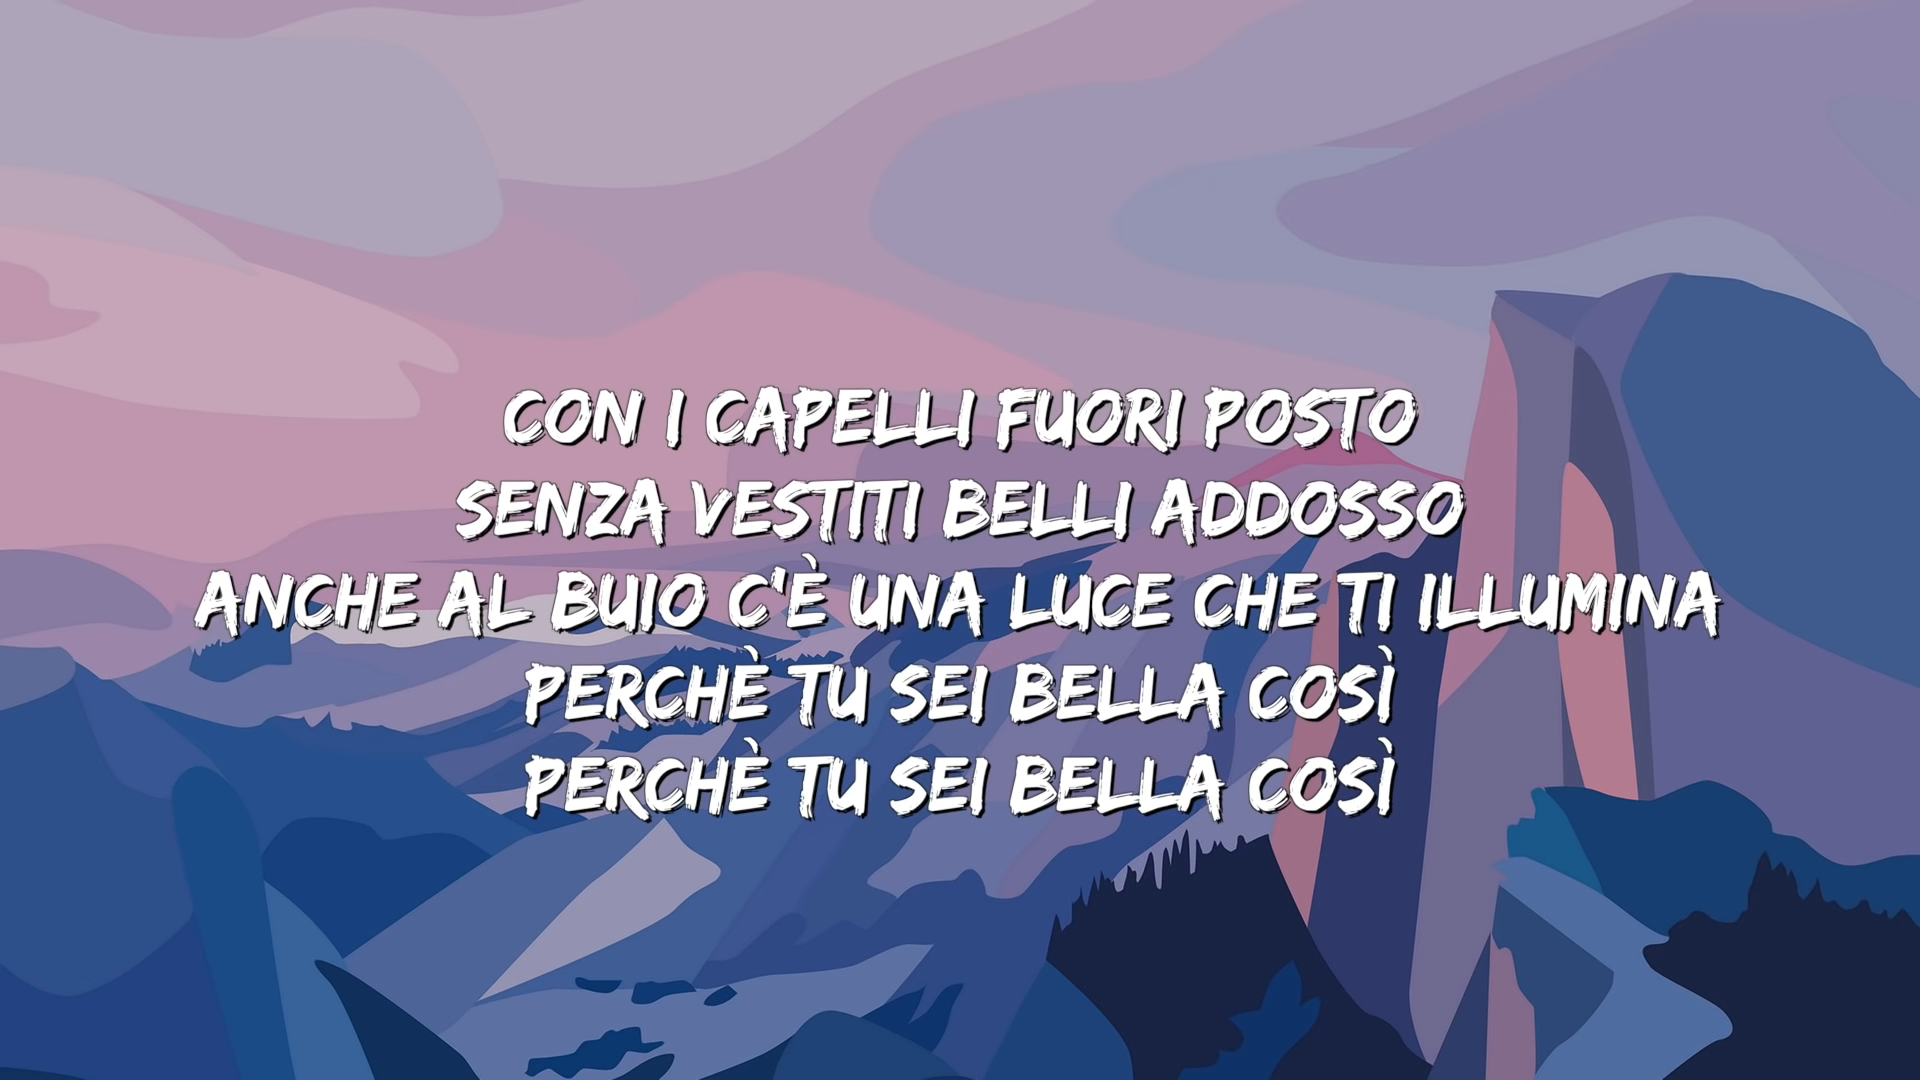 CON I CAPELLI FUORI POSTO
SENZA VESTITI BELLI ADDOSSO
ANCHE AL BUIO C'È UNA LUCE CHE TI ILLUMINA
PERCHÈ TU SEI BELLA COSÌ
PERCHÈ TU SEI BELLA COSÌ